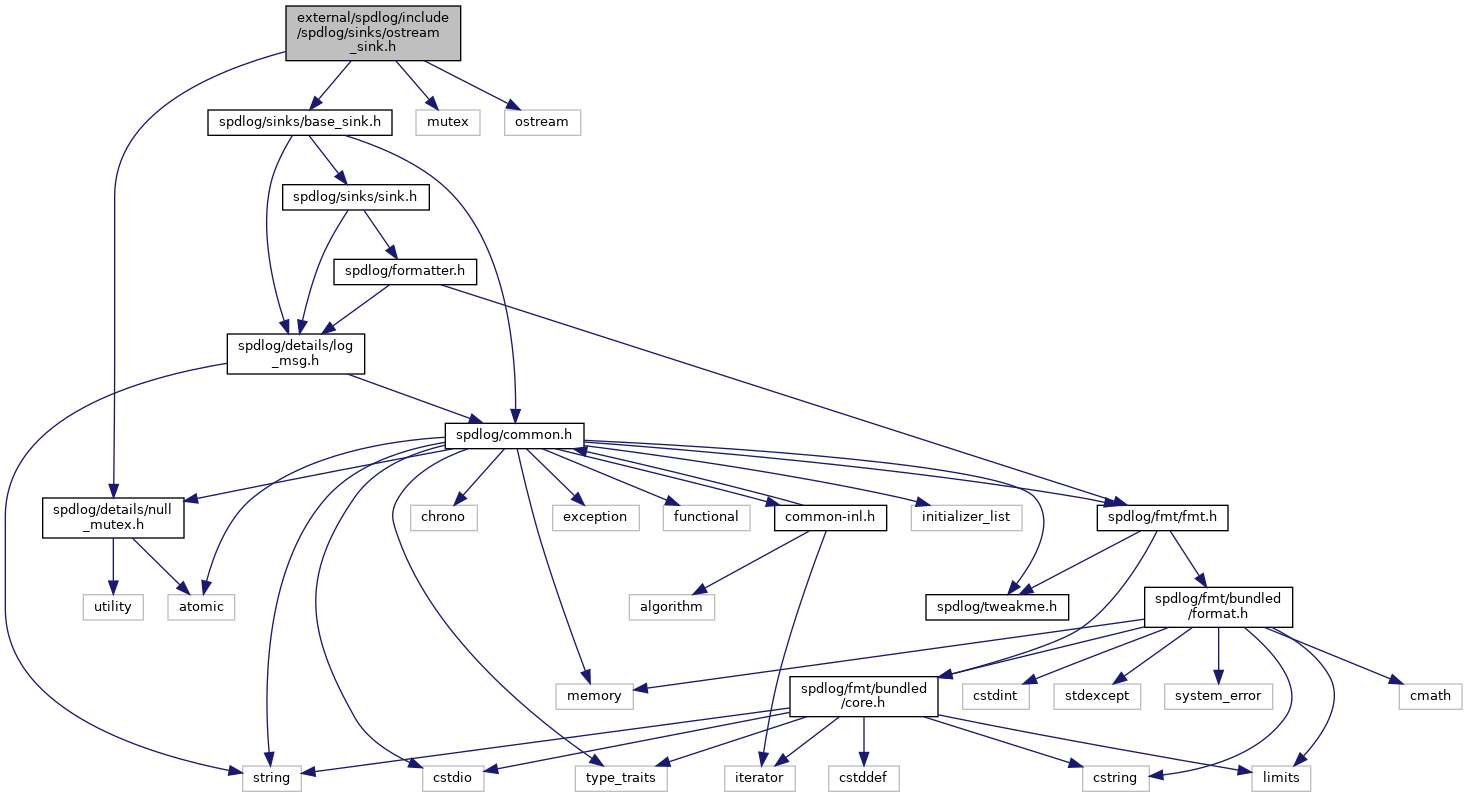 external/spdlog/include
/spdlog/sinks/ostream
_sink.h
spdlog/sinks/base_sink.h
mutex
ostream
spdlog/sinks/sink.h
spdlog/formatter.h
spdlog/details/log
_msg.h
spdlog/common.h
spdlog/details/null
_mutex.h
chrono
exception
functional
common-inl.h
initializer_list
spdlog/fmt/fmt.h
utility
atomic
algorithm
spdlog/tweakme.h
spdlog/fmt/bundled
/format.h
memory
spdlog/fmt/bundled
/core.h
cstdint
stdexcept
system_error
cmath
string
cstdio
type_traits
iterator
cstddef
cstring
limits